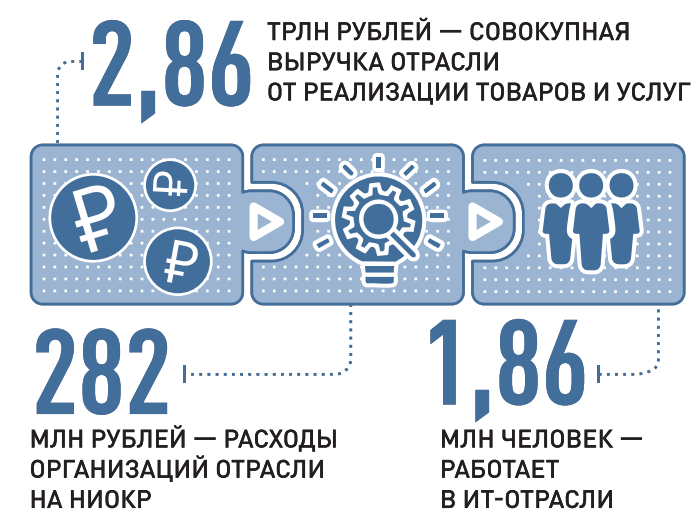 2,86
ТРЛН РУБЛЕЙ — СОВОКУПНАЯ
ВЫРУЧКА ОТРАСЛИ
ОТ РЕАЛИЗАЦИИ ТОВАРОВ И УСЛУГ
₽
₽
₽
282
МЛН РУБЛЕЙ — РАСХОДЫ
ОРГАНИЗАЦИЙ ОТРАСЛИ
НА НИОКР
1,86
МЛН ЧЕЛОВЕК —
РАБОТАЕТ
В ИТ-ОТРАСЛИ